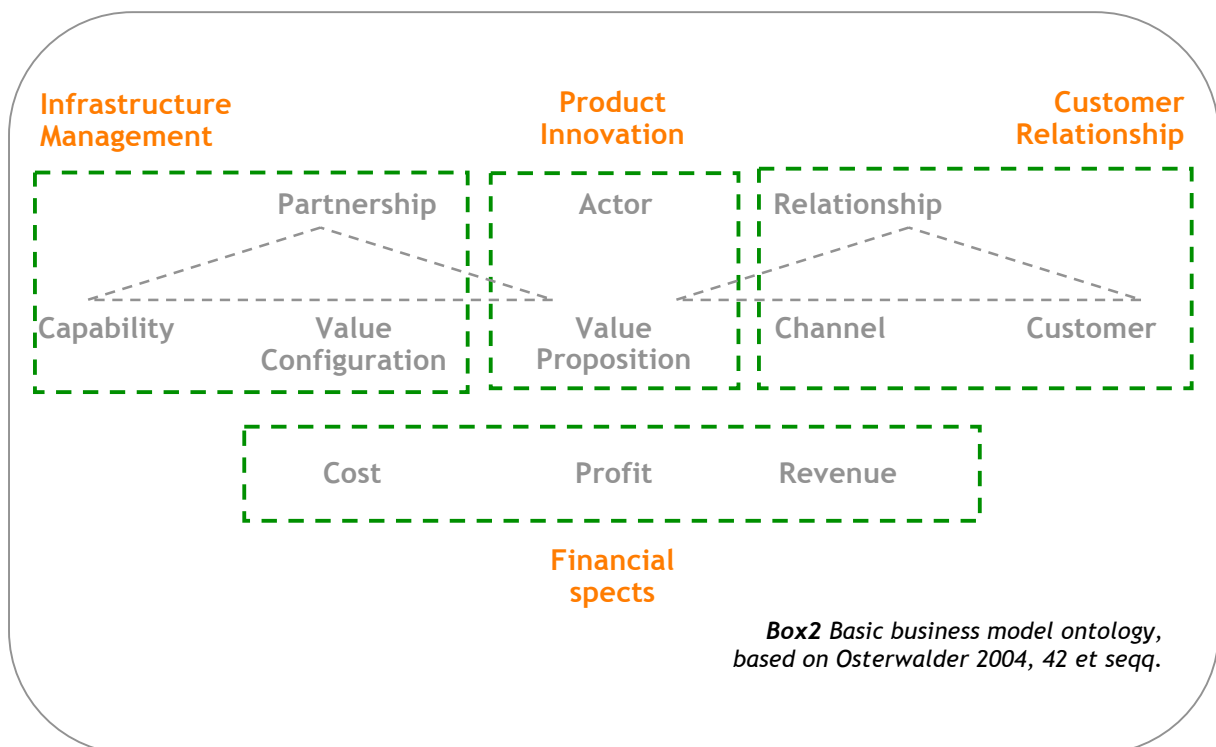 Infrastructure
Management
Product
Innovation
Customer
Relationship
Partnership
Actor
Relationship
Capability
Value
Configuration
Value
Proposition
Channel
Customer
Cost
Profit
Revenue
Financial
spects
Box2 Basic business model ontology,
based on Osterwalder 2004, 42 et seqq.